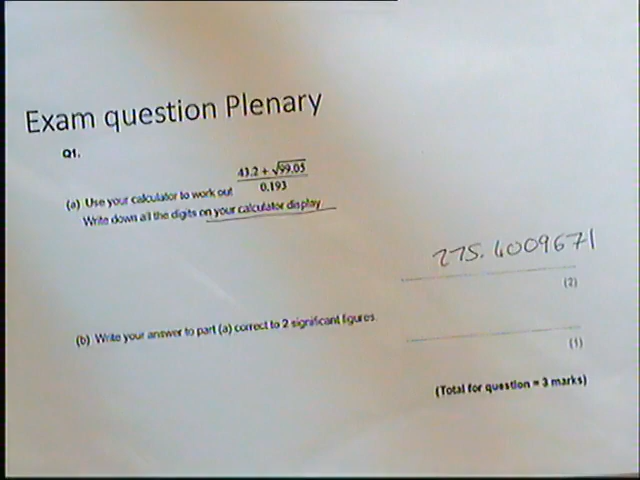 Exam question Plenary
Q1.
(a) Use your calculator to work out (43.2 + √99.05) / 0.193
Write down all the digits on your calculator display
275.4009671
(2)
(b) Write your answer to part (a) correct to 2 significant figures.
(1)
(Total for question = 3 marks)